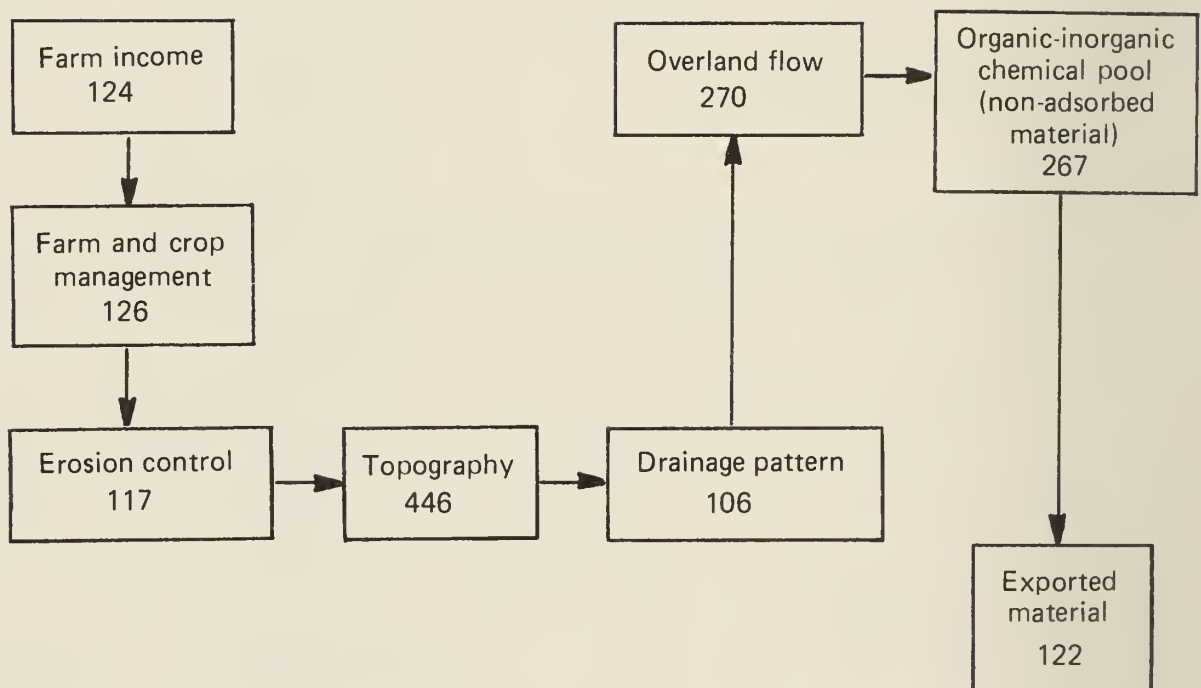 Farm income
124
Farm and crop
management
126
Erosion control
117
Topography
446
Drainage pattern
106
Overland flow
270
Organic-inorganic
chemical pool
(non-adsorbed
material)
267
Exported
material
122